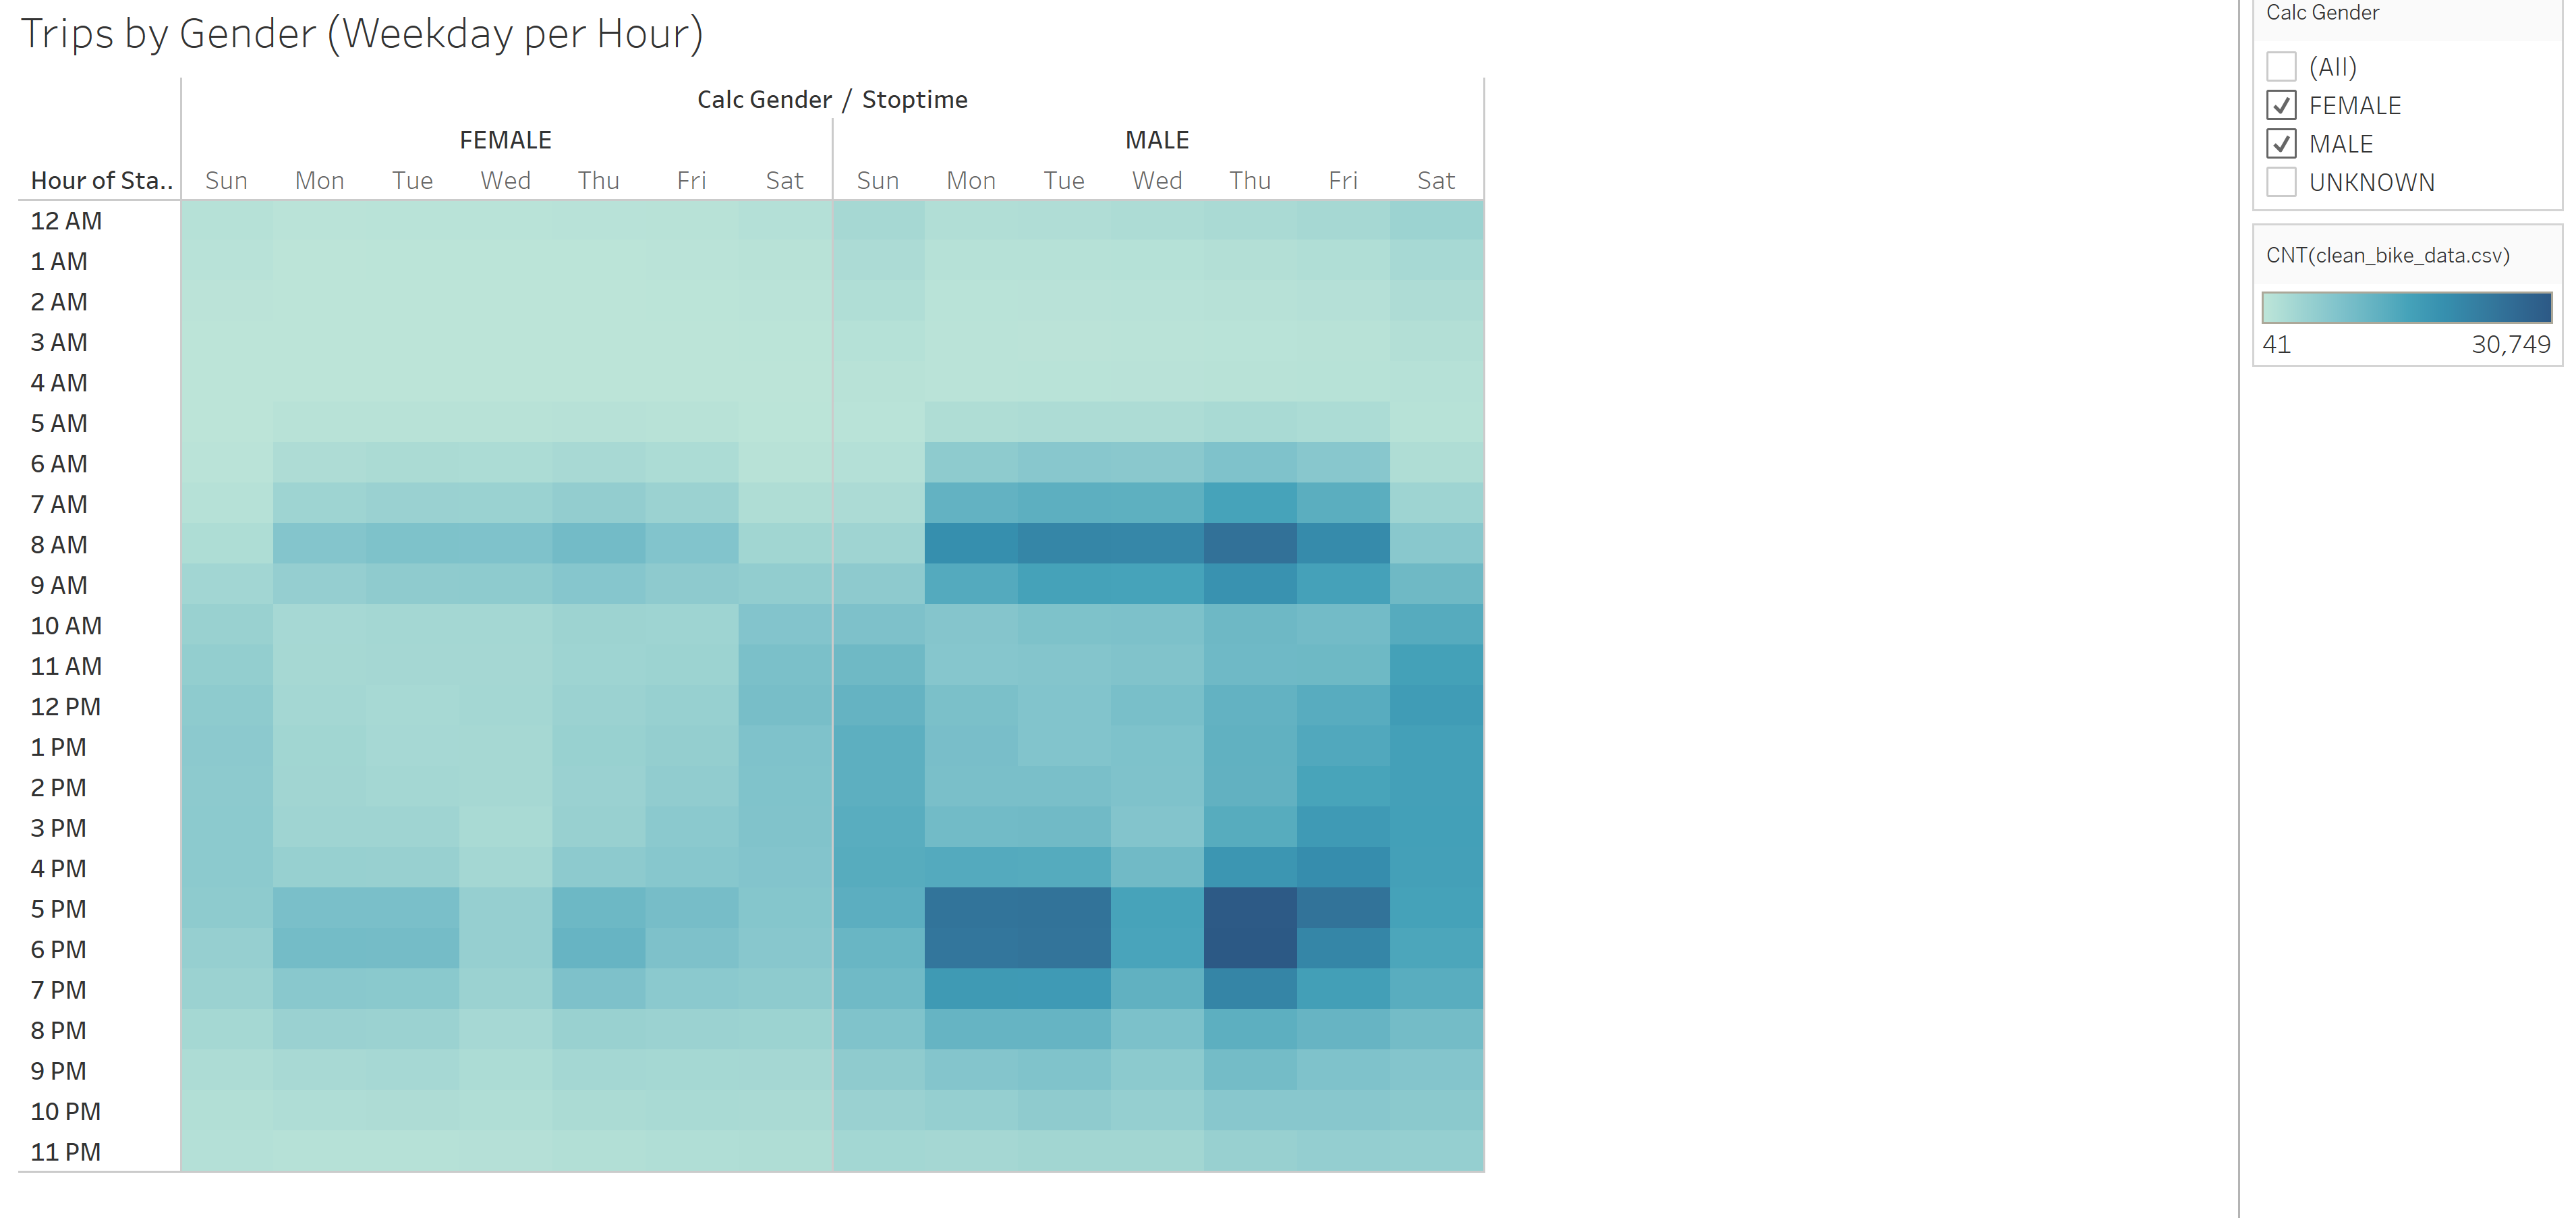 Trips by Gender (Weekday per Hour)
Calc Gender / Stoptime
FEMALE MALE
Hour of Sta.. Sun Mon Tue Wed Thu Fri Sat Sun Mon Tue Wed Thu Fri Sat
12 AM
1 AM
2 AM
3 AM
4 AM
5 AM
6 AM
7 AM
8 AM
9 AM
10 AM
11 AM
12 PM
1 PM
2 PM
3 PM
4 PM
5 PM
6 PM
7 PM
8 PM
9 PM
10 PM
11 PM
Calc Gender
(All)
FEMALE
MALE
UNKNOWN
CNT(clean_bike_data.csv)
41 30,749